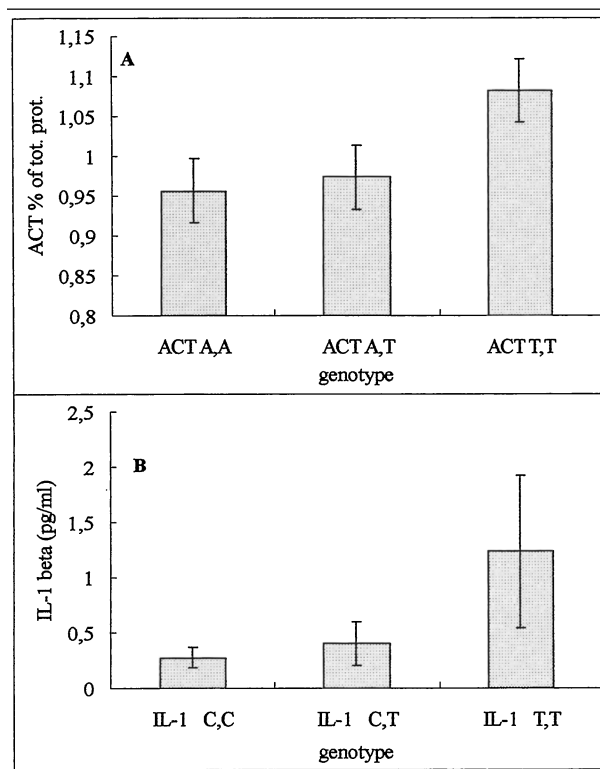 A
1,15
1,1
1,05
1
0,95
0,9
0,85
0,8
ACT % of tot. prot.
ACT A,A ACT A,T ACT T,T
genotype
B
2,5
2
1,5
1
0,5
0
IL-1 beta (pg/ml)
IL-1 C,C IL-1 C,T IL-1 T,T
genotype